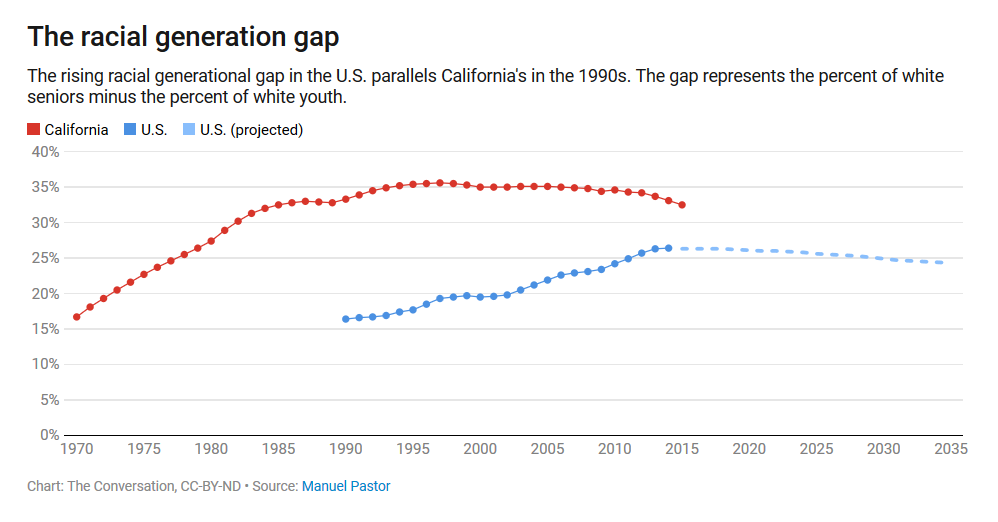 The racial generation gap
The rising racial generational gap in the U.S. parallels California's in the 1990s. The gap represents the percent of white
seniors minus the percent of white youth.
California U.S. U.S. (projected)
40%
35%
30%
25%
20%
15%
10%
5%
0%
1970 1975 1980 1985 1990 1995 2000 2005 2010 2015 2020 2025 2030 2035
Chart: The Conversation, CC-BY-ND • Source: Manuel Pastor